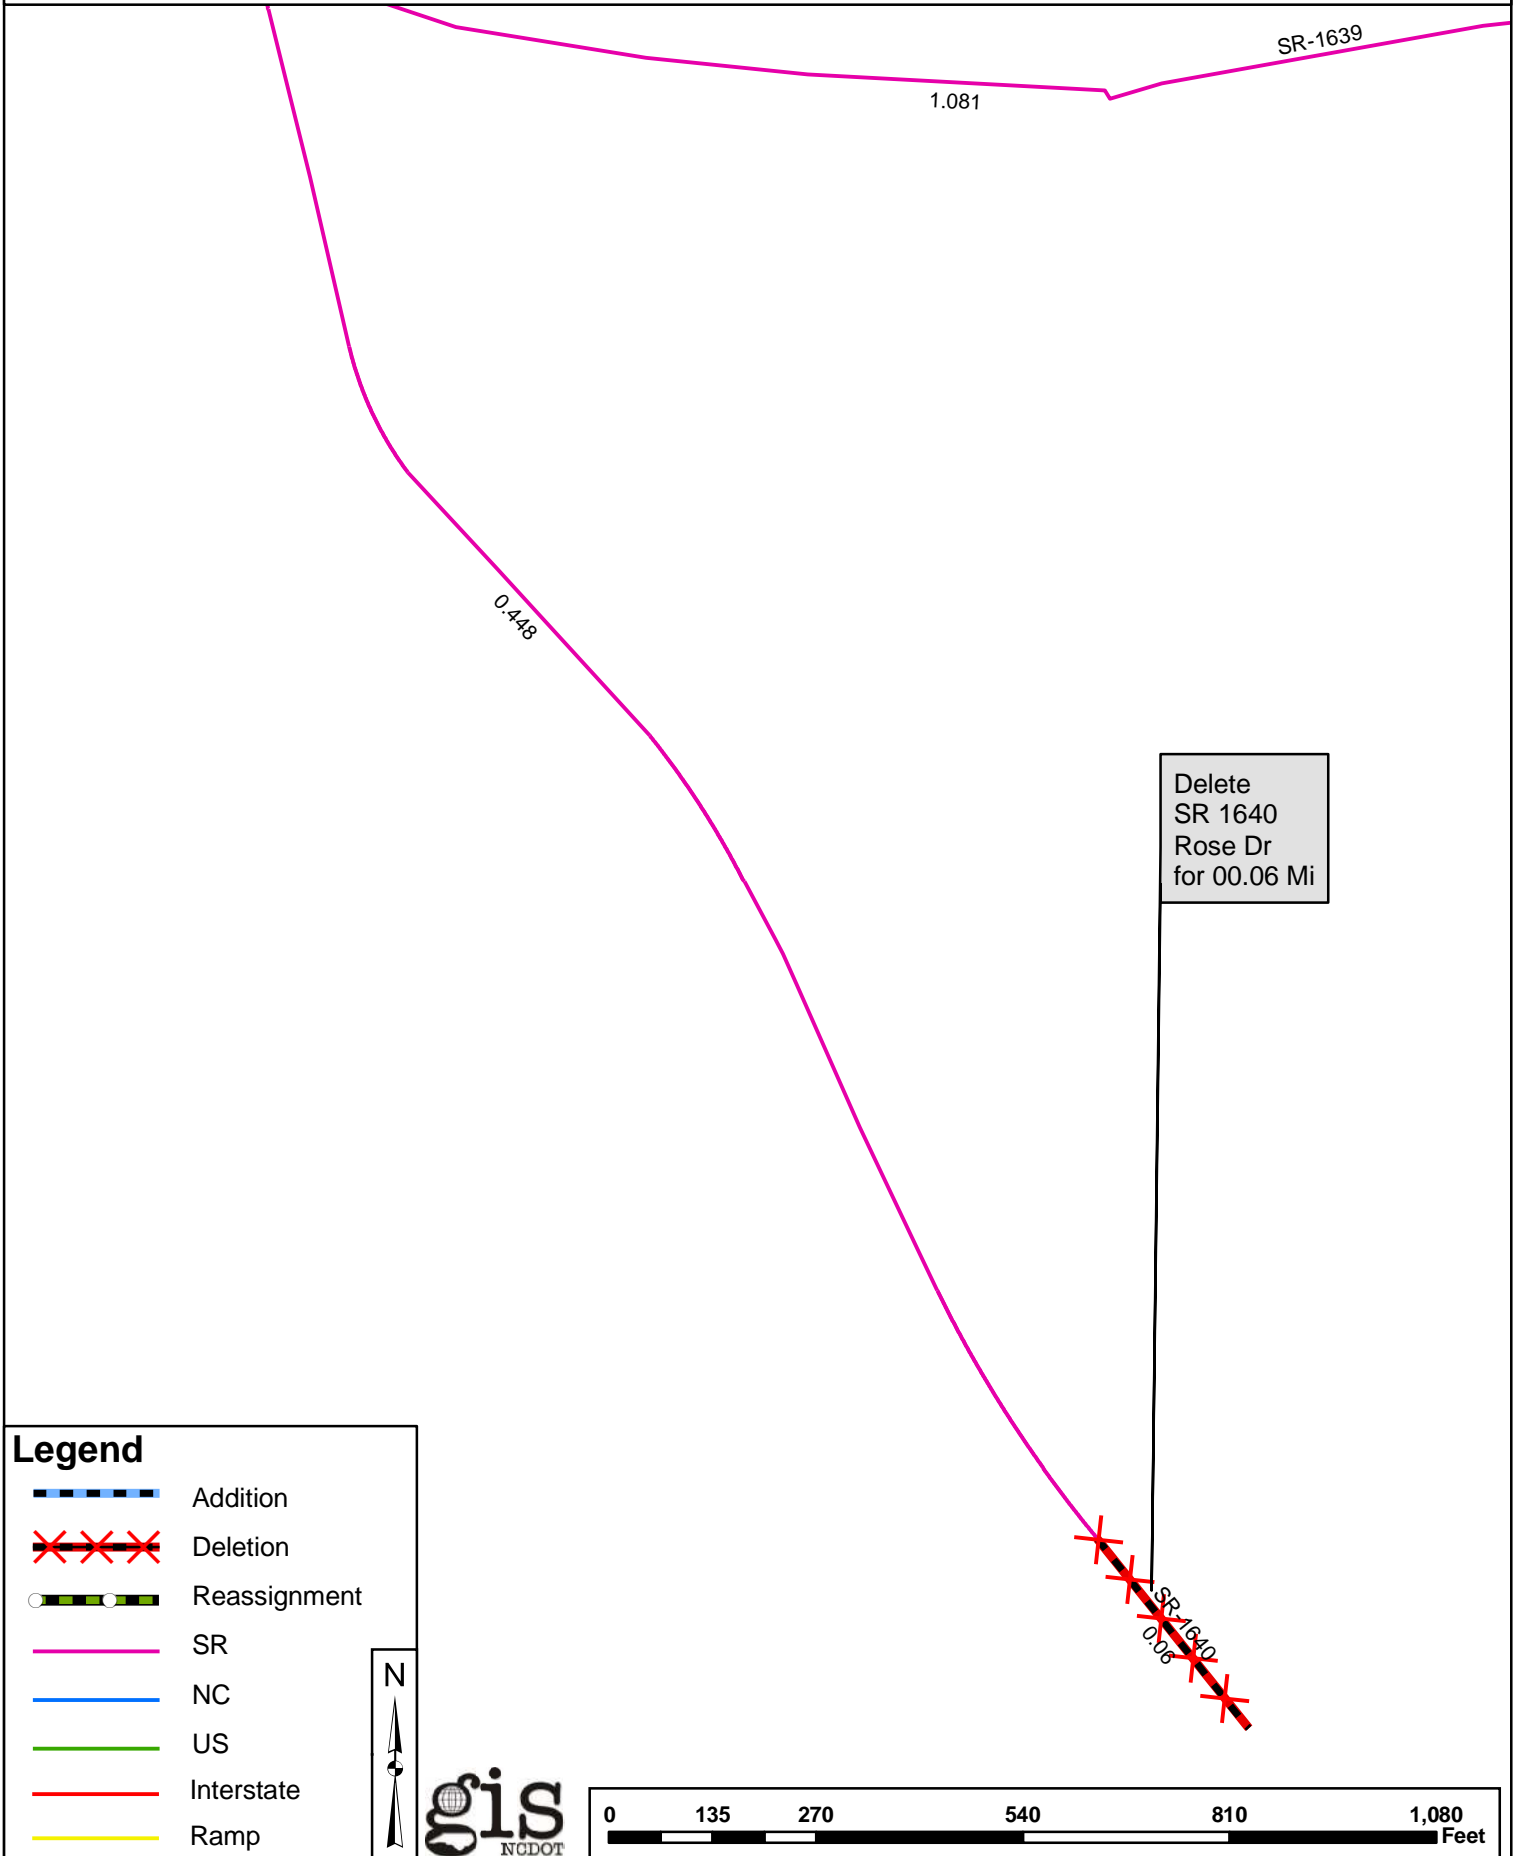 SR-1639
1.081
0.448
Delete
SR 1640
Rose Dr
for 00.06 Mi
SR-1640
0.06
Legend
Addition
Deletion
Reassignment
SR
NC
US
Interstate
Ramp
N
gis
NCDOT
0 135 270 540 810 1,080
Feet